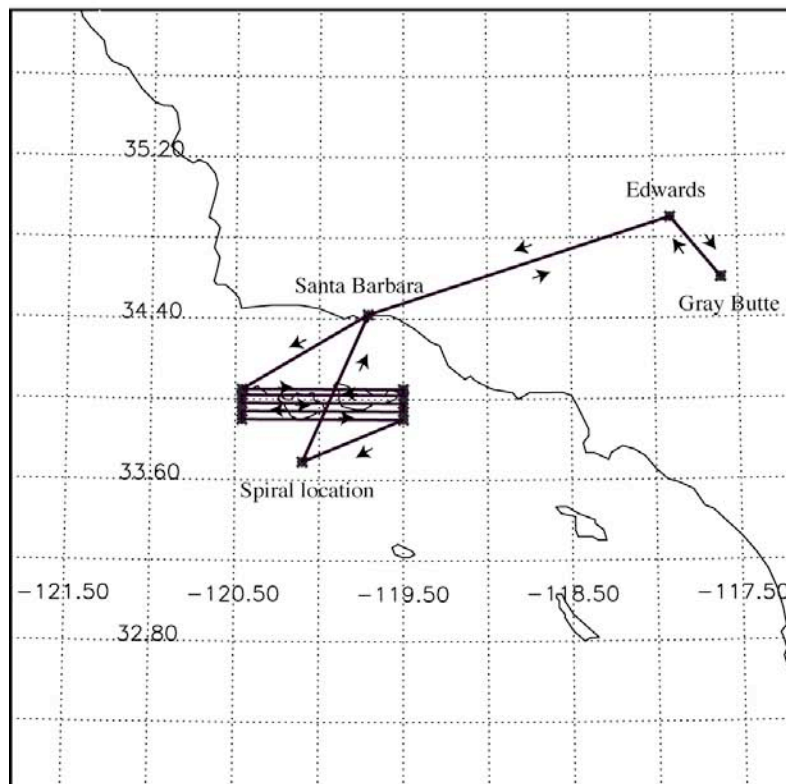 35.20
Edwards
Santa Barbara
Gray Butte
34.40
33.60
Spiral location
-121.50
-120.50
-119.50
-118.50
-117.50
32.80